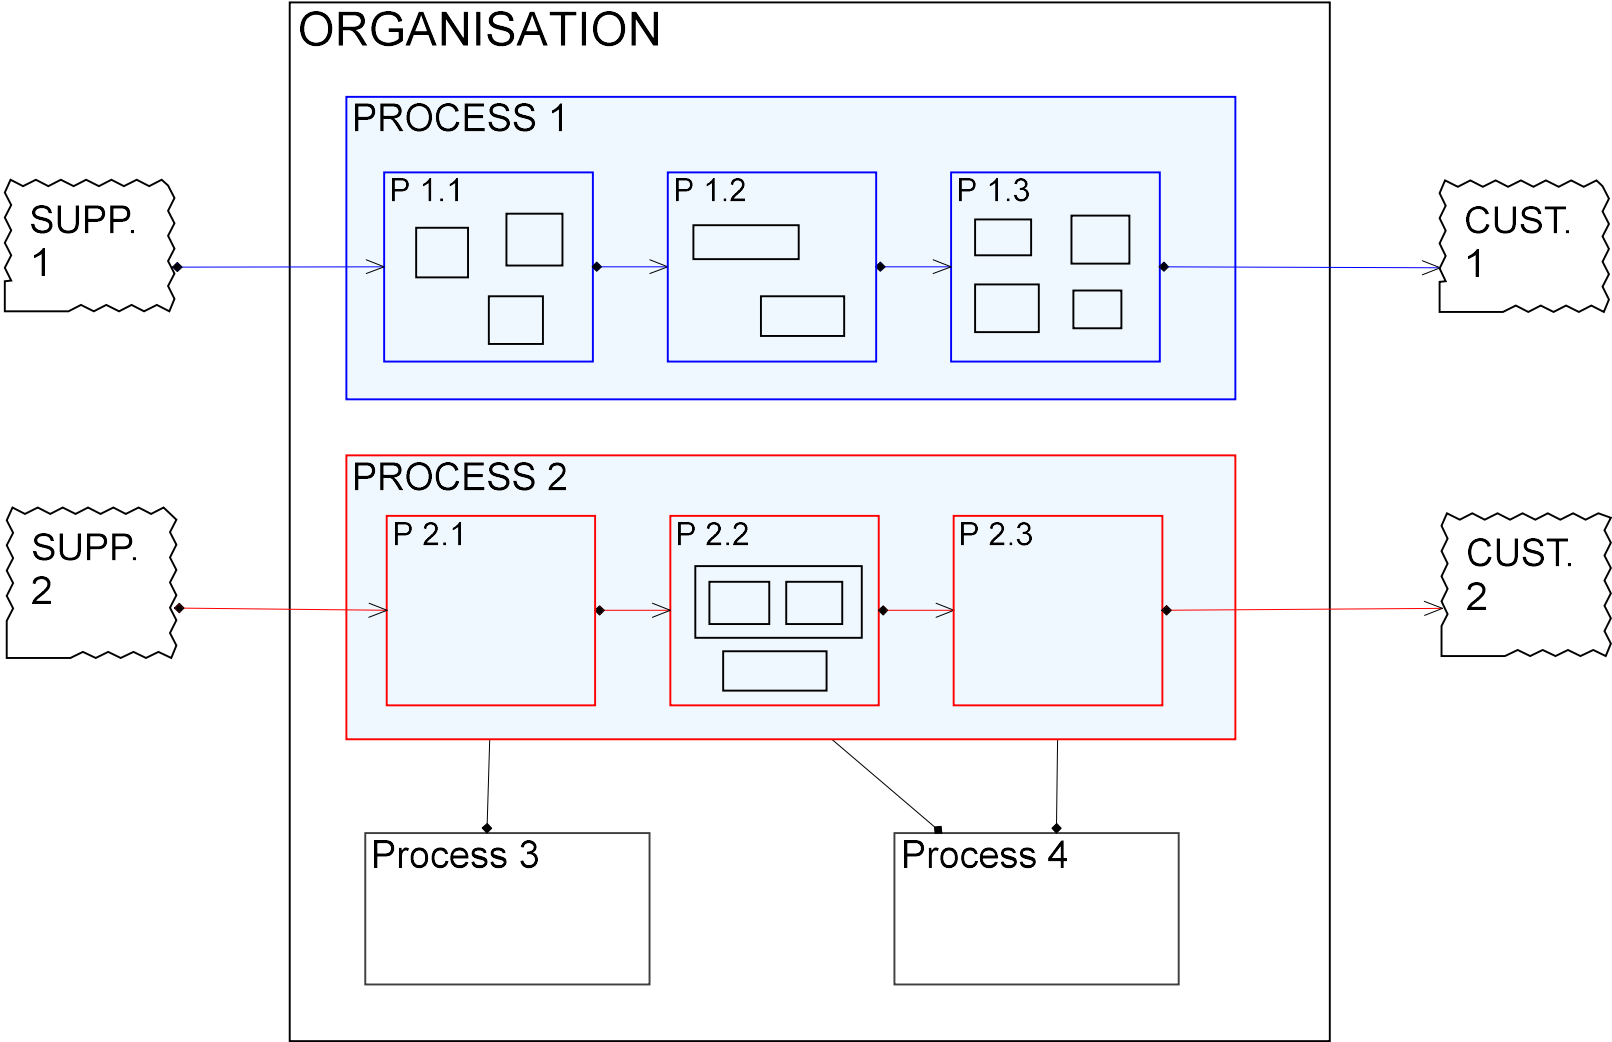 ORGANISATION
PROCESS 1
P 1.1
P 1.2
P 1.3
SUPP.
1
CUST.
1
PROCESS 2
P 2.1
P 2.2
P 2.3
SUPP.
2
CUST.
2
Process 3
Process 4